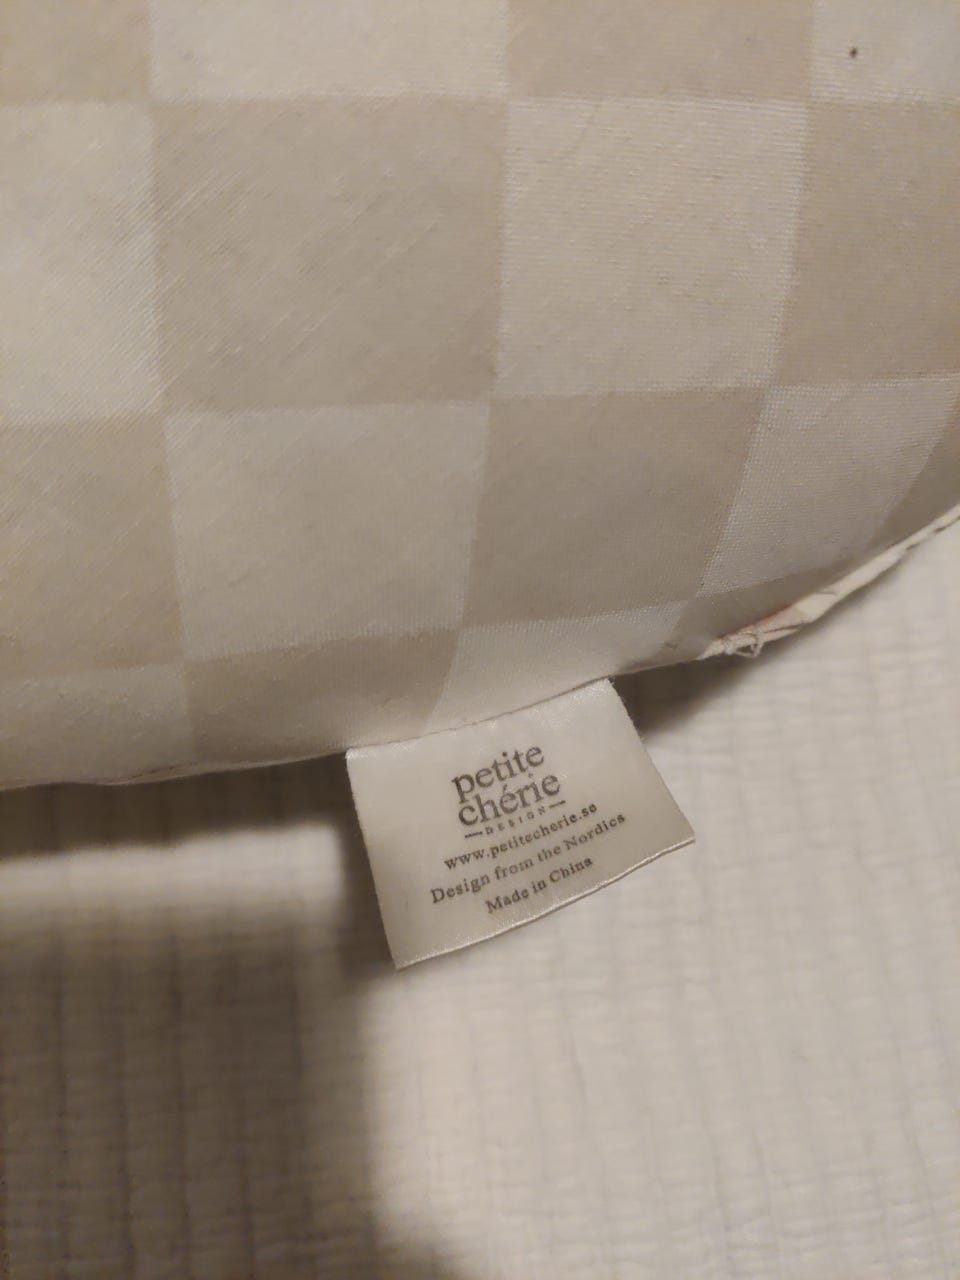 petite
chérie
DESIGN
www.petitecherie.se
Design from the Nordics
Made in China